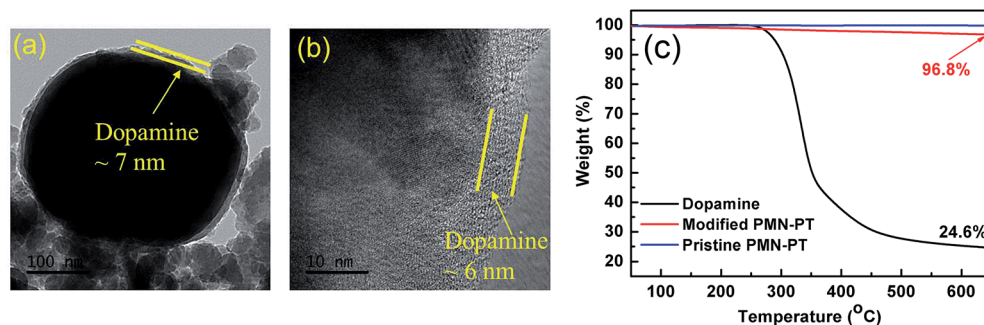 (a)
Dopamine
~ 7 nm
100 nm
(b)
Dopamine
~ 6 nm
10 nm
(c)
100
90
80
70
60
50
40
30
20
Weight (%)
96.8%
Dopamine
Modified PMN-PT
Pristine PMN-PT
24.6%
100 200 300 400 500 600
Temperature (°C)